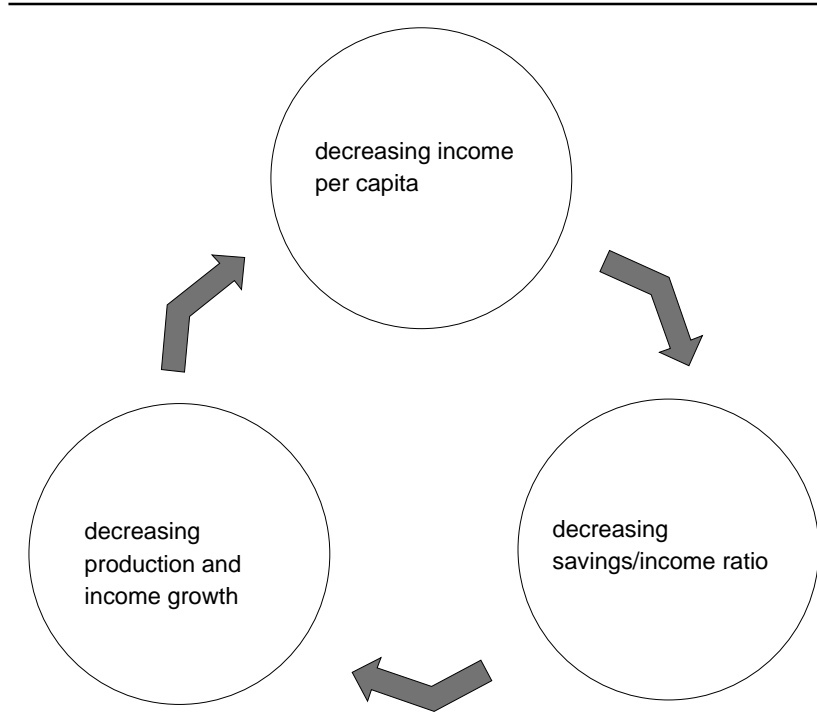 decreasing income
per capita
decreasing
savings/income ratio
decreasing
production and
income growth